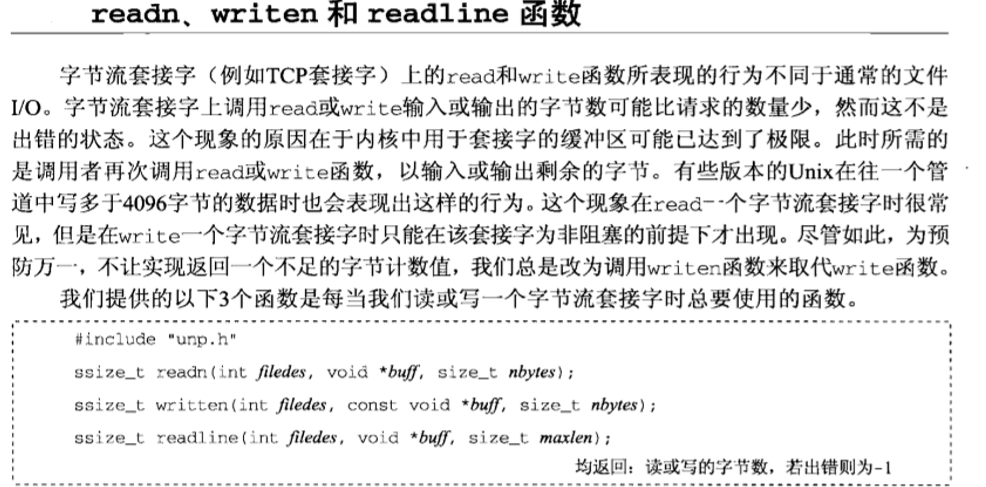 readn、writen 和 readline 函数
字节流套接字（例如TCP套接字）上的read和write函数所表现的行为不同于通常的文件
I/O。字节流套接字上调用read或write输入或输出的字节数可能比请求的数量少，然而这不是
出错的状态。这个现象的原因在于内核中用于套接字的缓冲区可能已达到了极限。此时所需的
是调用者再次调用read或write函数，以输入或输出剩余的字节。有些版本的Unix在往一个管
道中写多于4096字节的数据时也会表现出这样的行为。这个现象在read一个字节流套接字时很常
见，但是在write一个字节流套接字时只能在该套接字为非阻塞的前提下才出现。尽管如此，为预
防万一，不让实现返回一个不足的字节计数值，我们总是改为调用writen函数来取代write函数。
我们提供的以下3个函数是每当我们读或写一个字节流套接字时总要使用的函数。
#include "unp.h"
ssize_t readn(int filedes, void *buff, size_t nbytes);
ssize_t written(int filedes, const void *buff, size_t nbytes);
ssize_t readline(int filedes, void *buff, size_t maxlen);
均返回：读或写的字节数，若出错则为-1